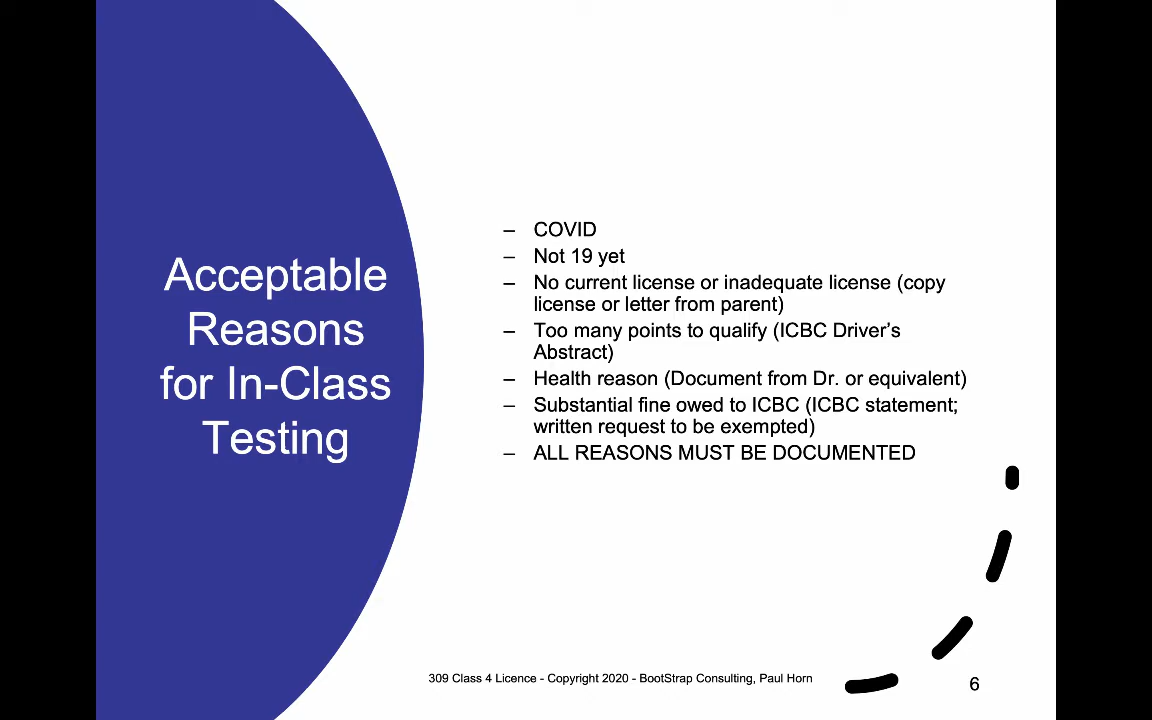 Acceptable
Reasons
for In-Class
Testing
– COVID
– Not 19 yet
– No current license or inadequate license (copy
license or letter from parent)
– Too many points to qualify (ICBC Driver's
Abstract)
– Health reason (Document from Dr. or equivalent)
– Substantial fine owed to ICBC (ICBC statement;
written request to be exempted)
– ALL REASONS MUST BE DOCUMENTED
309 Class 4 Licence - Copyright 2020 - BootStrap Consulting, Paul Horn
6